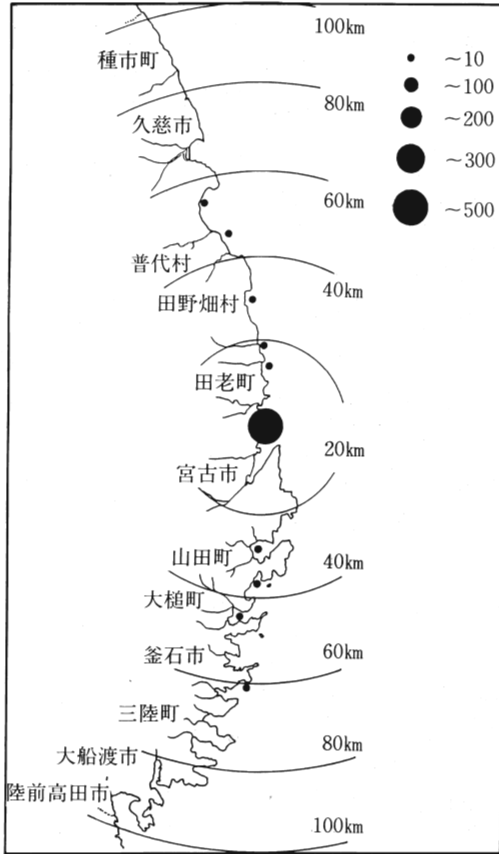 100km
種市町
~10
80km
~100
久慈市
~200
~300
60km
~500
普代村
40km
田野畑村
田老町
20km
宮古市
山田町
40km
大槌町
釜石市
60km
三陸町
大船渡市
80km
陸前高田市
100km